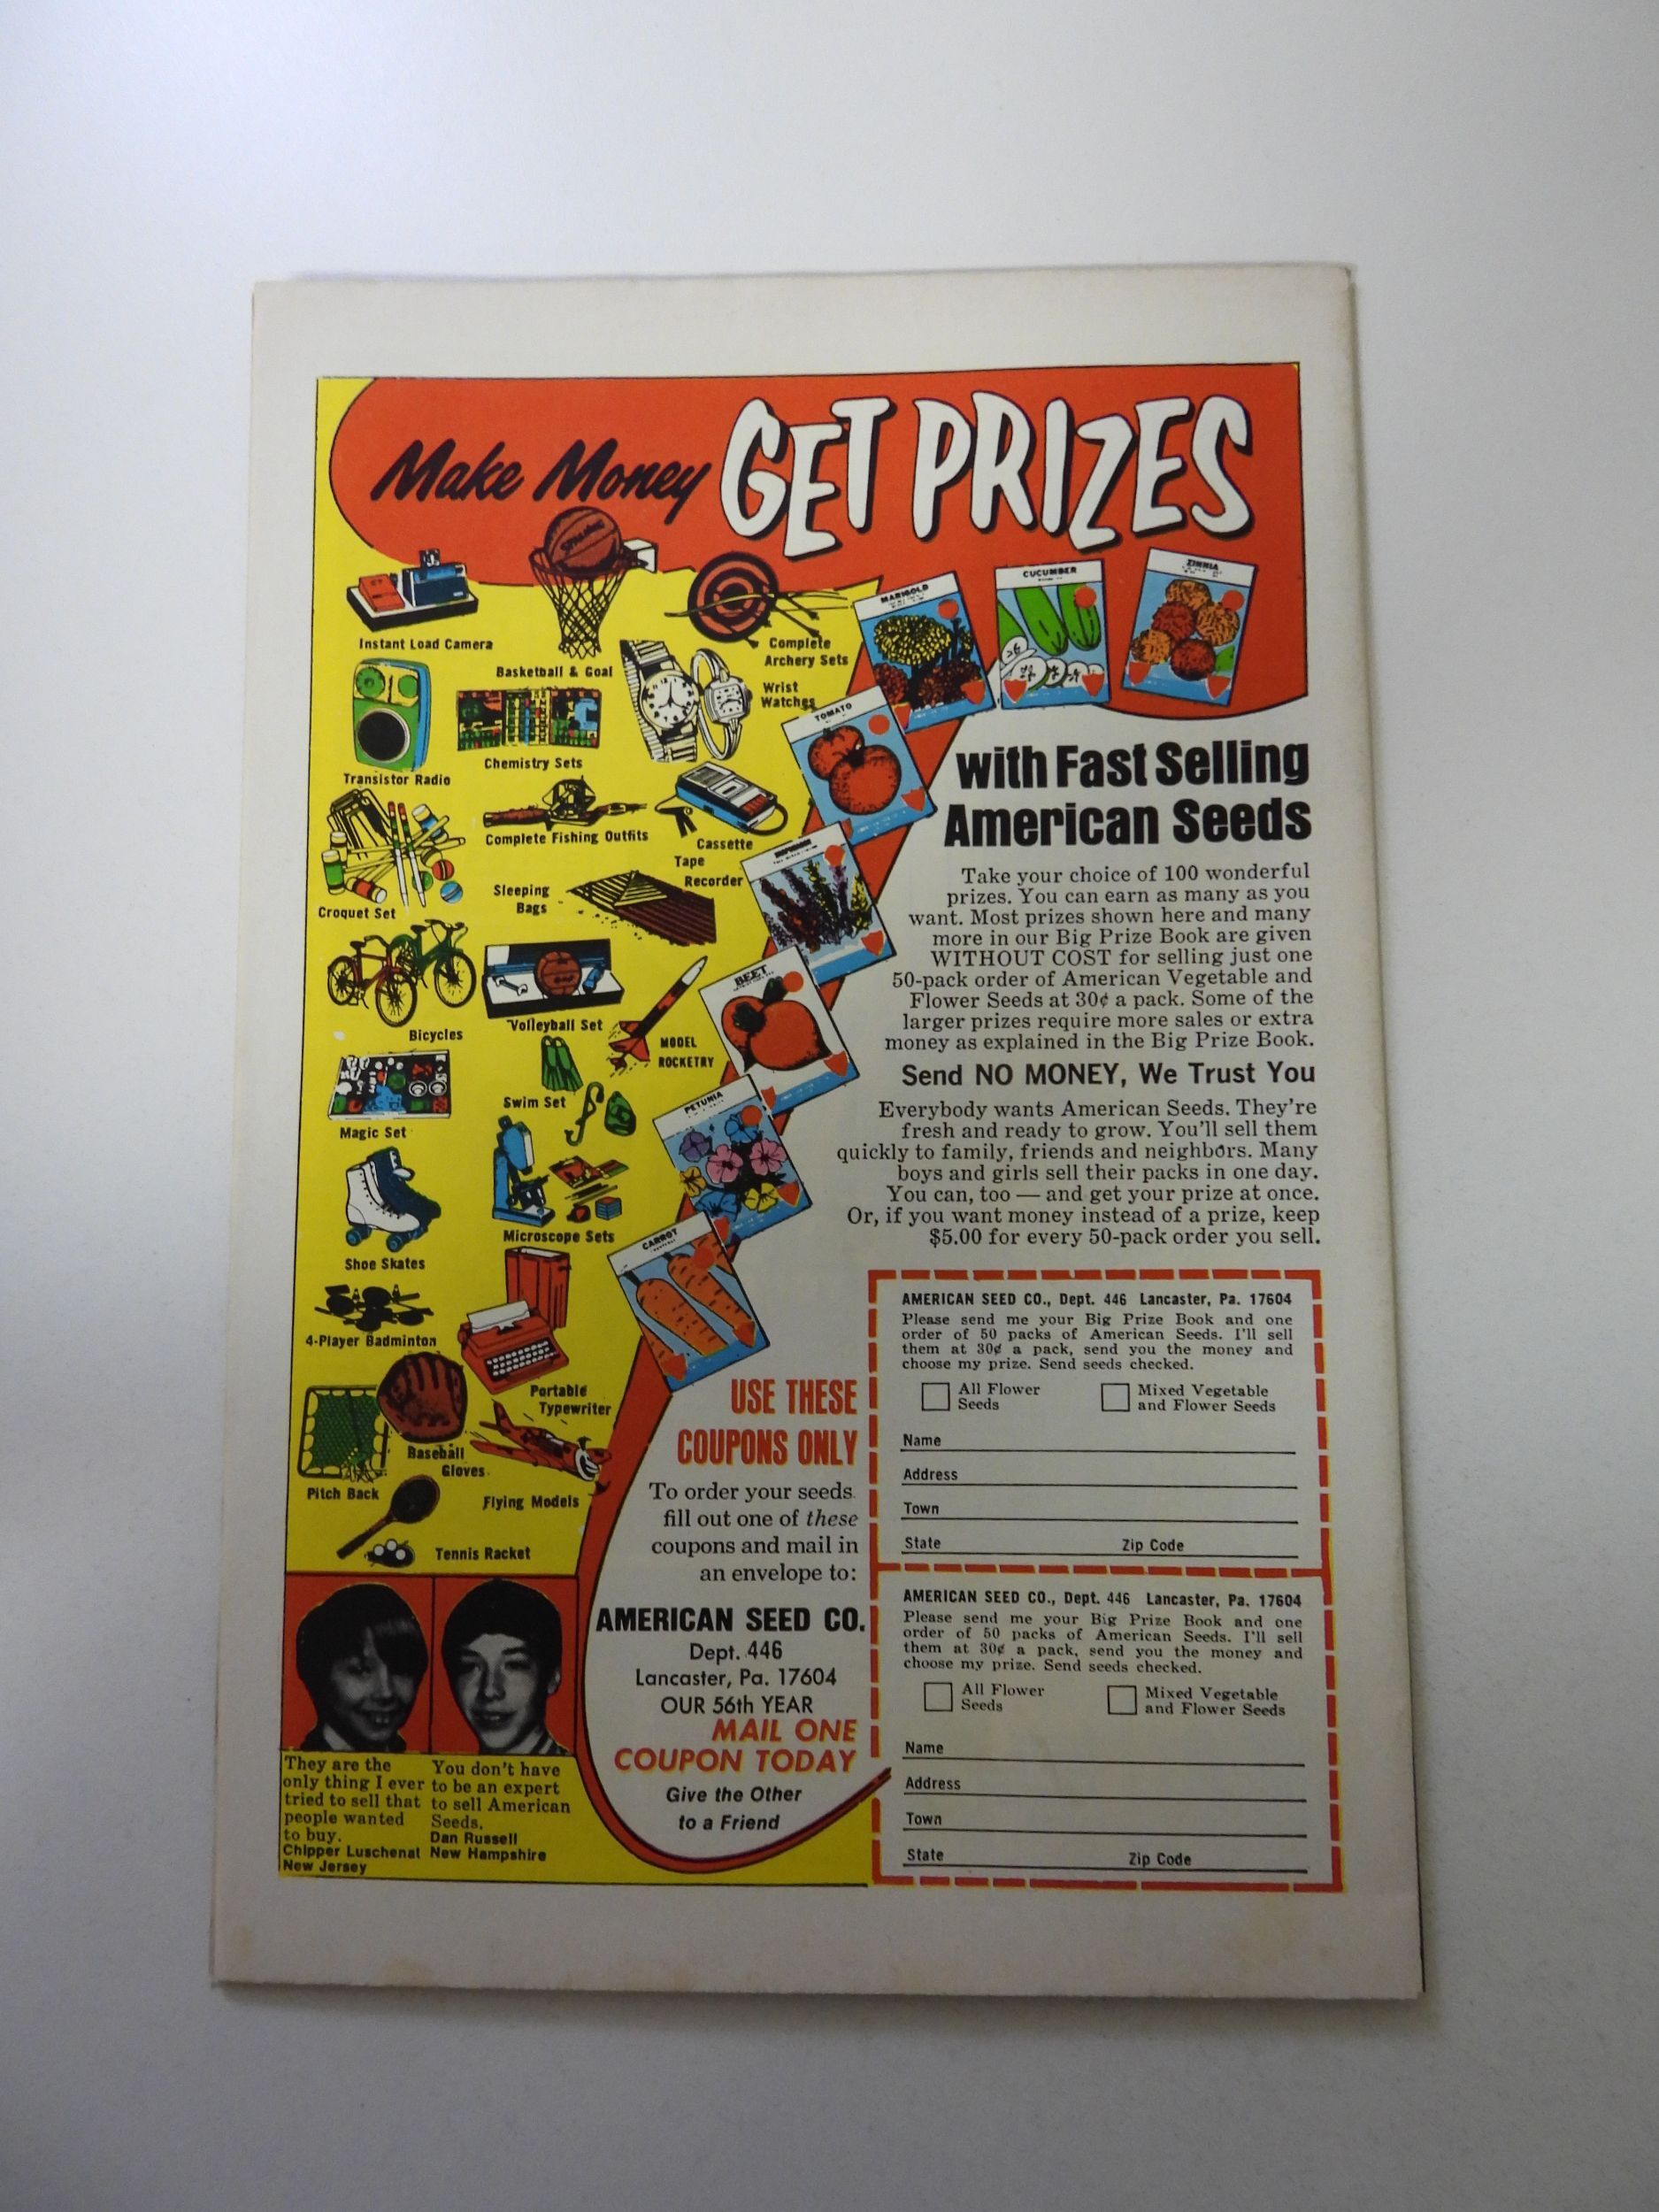 Make Money GET PRIZES
Instant Load Camera
Basketball & Goal
Complete
Archery Sets
Wrist
Watches
Transistor Radio
Chemistry Sets
Complete Fishing Outfits
Cassette
Tape
Recorder
Croquet Set
Sleeping
Bags
Bicycles
Volleyball Set
MODEL
ROCKETRY
Magic Set
Swim Set
Shoe Skates
Microscope Sets
4-Player Badminton
Portable
Typewriter
Baseball
Gloves
Pitch Back
Flying Models
Tennis Racket
MARIGOLD
CUCUMBER
ZINNIA
TOMATO
BEET
PETUNIA
CARROT
with Fast Selling
American Seeds
Take your choice of 100 wonderful
prizes. You can earn as many as you
want. Most prizes shown here and many
more in our Big Prize Book are given
WITHOUT COST for selling just one
50-pack order of American Vegetable and
Flower Seeds at 30¢ a pack. Some of the
larger prizes require more sales or extra
money as explained in the Big Prize Book.
Send NO MONEY, We Trust You
Everybody wants American Seeds. They're
fresh and ready to grow. You'll sell them
quickly to family, friends and neighbors. Many
boys and girls sell their packs in one day.
You can, too — and get your prize at once.
Or, if you want money instead of a prize, keep
$5.00 for every 50-pack order you sell.
USE THESE
COUPONS ONLY
To order your seeds
fill out one of these
coupons and mail in
an envelope to:
AMERICAN SEED CO.
Dept. 446
Lancaster, Pa. 17604
OUR 56th YEAR
MAIL ONE
COUPON TODAY
Give the Other
to a Friend
AMERICAN SEED CO., Dept. 446 Lancaster, Pa. 17604
Please send me your Big Prize Book and one
order of 50 packs of American Seeds. I'll sell
them at 30¢ a pack, send you the money and
choose my prize. Send seeds checked.
All Flower
Seeds
Mixed Vegetable
and Flower Seeds
Name
Address
Town
State Zip Code
AMERICAN SEED CO., Dept. 446 Lancaster, Pa. 17604
Please send me your Big Prize Book and one
order of 50 packs of American Seeds. I'll sell
them at 30¢ a pack, send you the money and
choose my prize. Send seeds checked.
All Flower
Seeds
Mixed Vegetable
and Flower Seeds
Name
Address
Town
State Zip Code
They are the
only thing I ever
tried to sell that
people wanted
to buy.
Chipper Luschenat
New Jersey
You don't have
to be an expert
to sell American
Seeds.
Dan Russell
New Hampshire